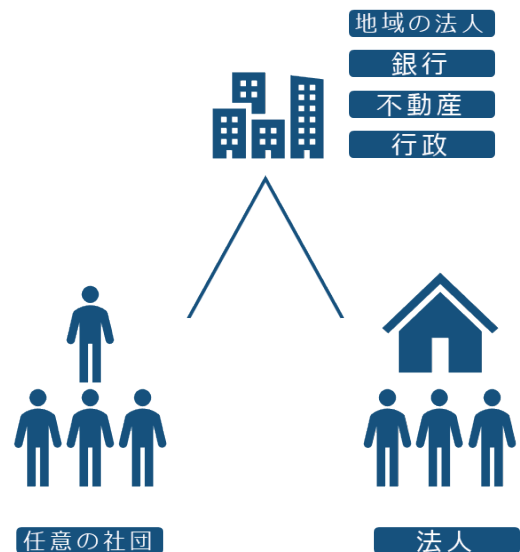 地域の法人
銀行
不動産
行政
任意の社団
法人